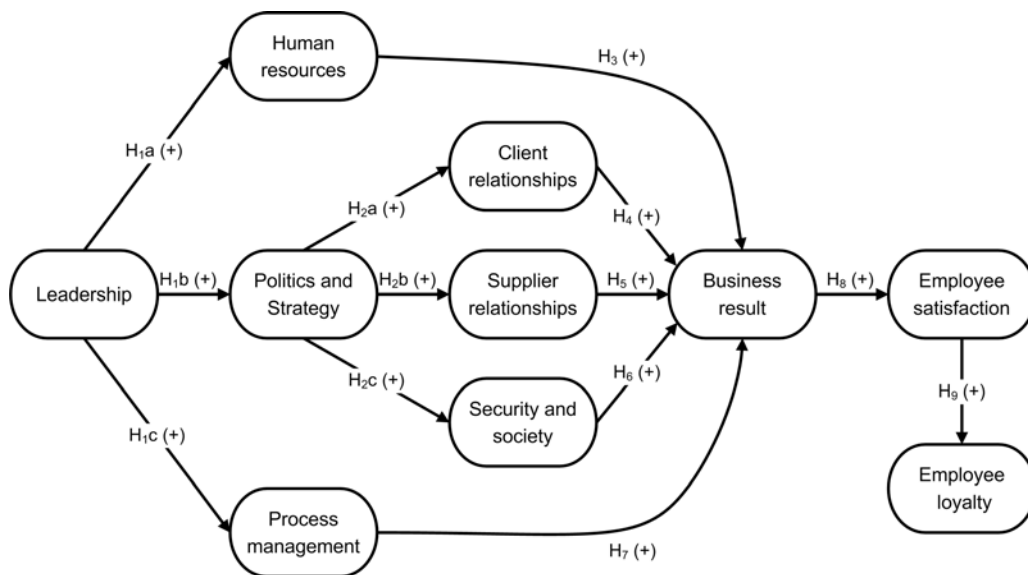 Human
resources
H₃ (+)
H₁a (+)
Client
relationships
H₂a (+)
H₄ (+)
Leadership
H₁b (+)
Politics and
Strategy
H₂b (+)
Supplier
relationships
H₅ (+)
Business
result
H₈ (+)
Employee
satisfaction
H₂c (+)
H₆ (+)
H₉ (+)
Security and
society
H₁c (+)
Employee
loyalty
Process
management
H₇ (+)